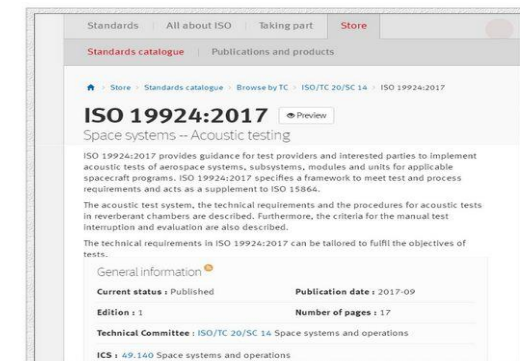 Standards All about ISO Taking part Store
Standards catalogue Publications and products
Store > Standards catalogue > Browse by TC > ISO/TC 20/SC 14 > ISO 19924:2017
ISO 19924:2017 Preview
Space systems -- Acoustic testing
ISO 19924:2017 provides guidance for test providers and interested parties to implement
acoustic tests of aerospace systems, subsystems, modules and units for applicable
spacecraft programs. ISO 19924:2017 specifies a framework to meet test and process
requirements and acts as a supplement to ISO 15864.
The acoustic test system, the technical requirements and the procedures for acoustic tests
in reverberant chambers are described. Furthermore, the criteria for the manual test
interruption and evaluation are also described.
The technical requirements in ISO 19924:2017 can be tailored to fulfil the objectives of
tests.
General information
Current status : Published Publication date : 2017-09
Edition : 1 Number of pages : 17
Technical Committee : ISO/TC 20/SC 14 Space systems and operations
ICS : 49.140 Space systems and operations